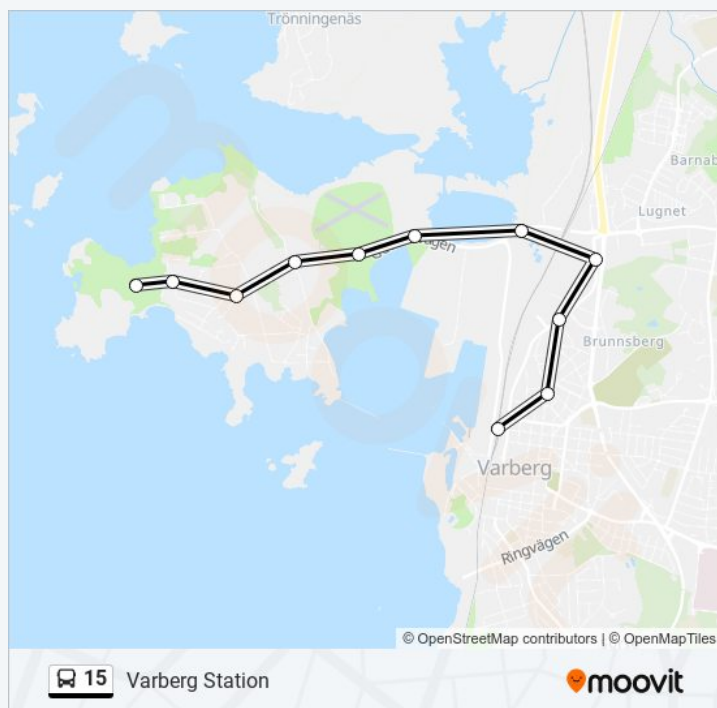 Trönningenäs
Barnab
Lugnet
vägen
Brunnsberg
Varberg
Ringvägen
© OpenStreetMap contributors | © OpenMapTiles
15 Varberg Station
moovit